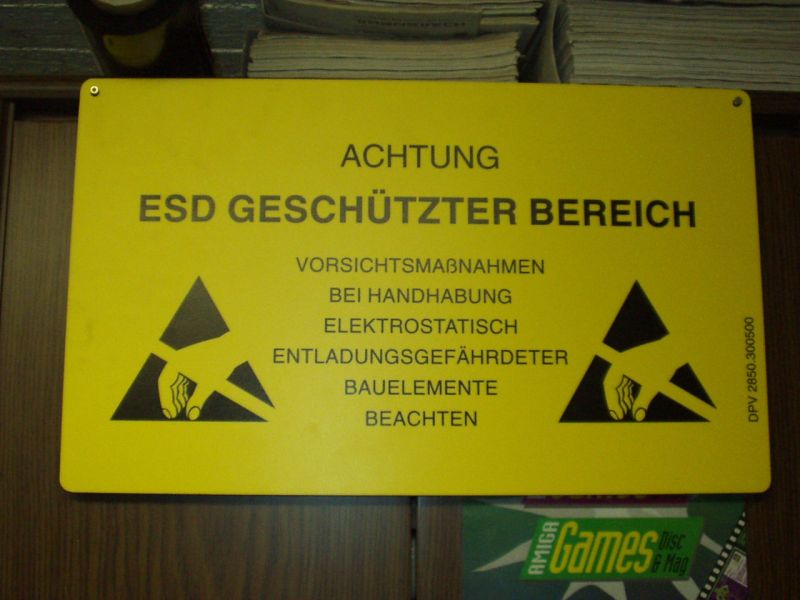 ACHTUNG
ESD GESCHÜTZTER BEREICH
VORSICHTSMAßNAHMEN
BEI HANDHABUNG
ELEKTROSTATISCH
ENTLADUNGSGEFÄHRDETER
BAUELEMENTE
BEACHTEN
DPV 2850.300500
AMIGA
Games
Disc
& Mag